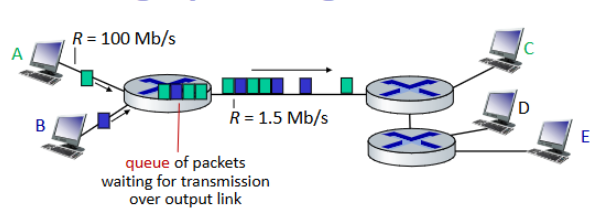 R = 100 Mb/s
A
C
B
D
R = 1.5 Mb/s
E
queue of packets
waiting for transmission
over output link